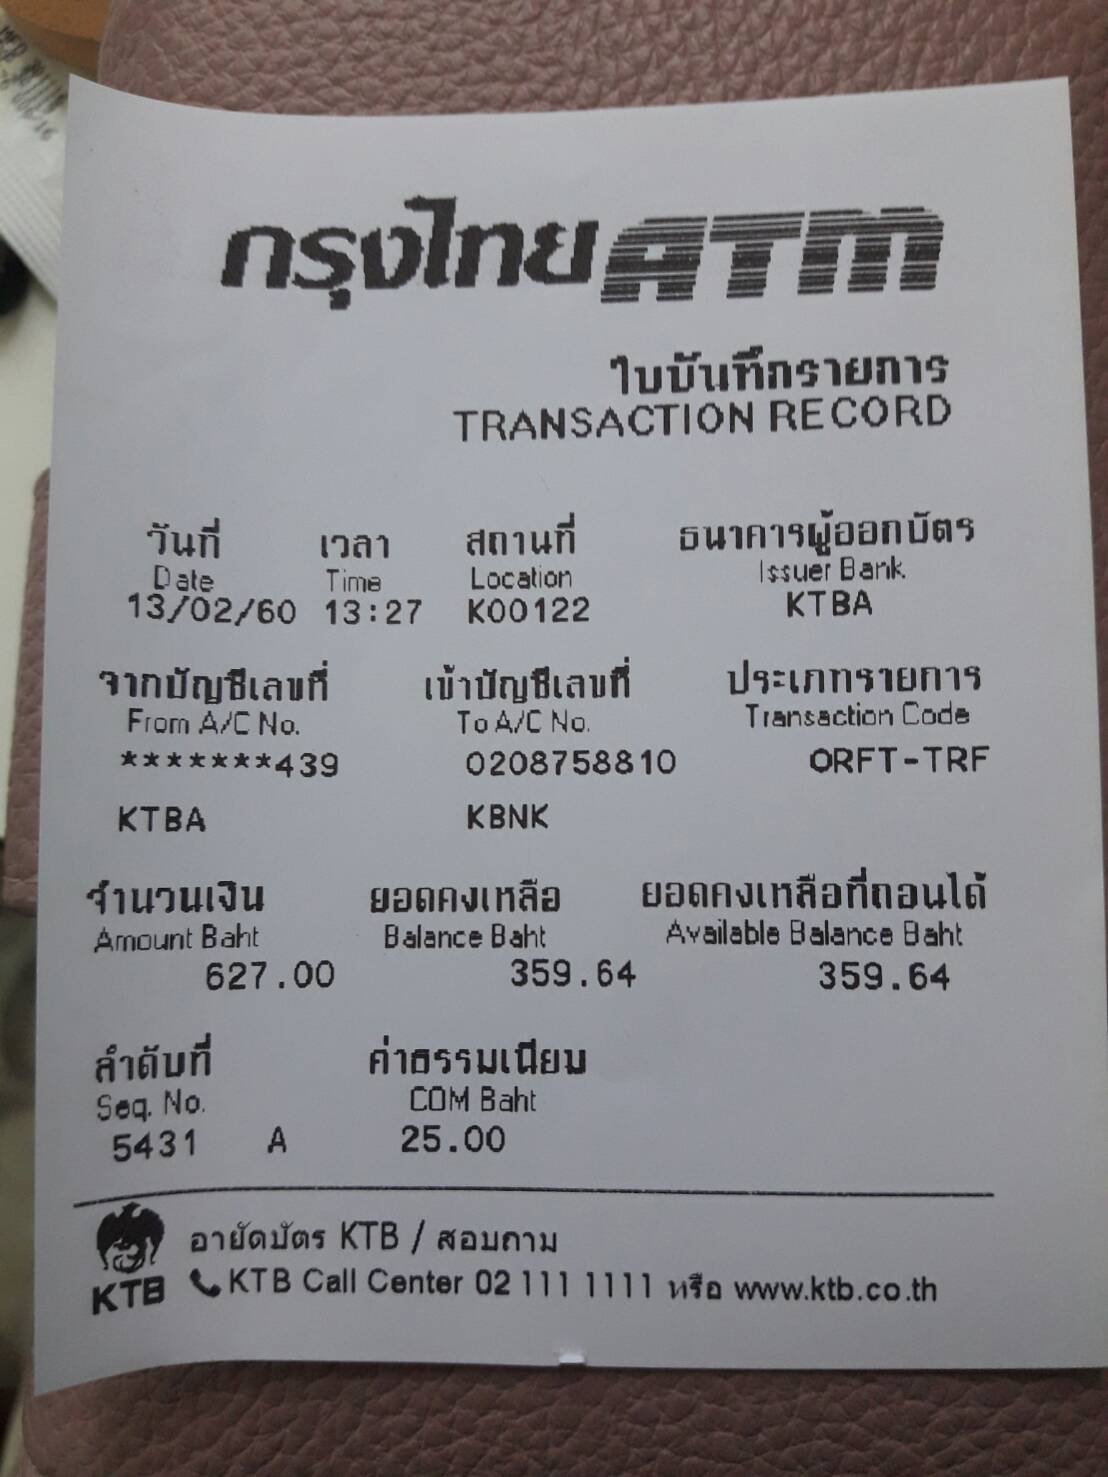 กรุงไทย ATM
ใบบันทึกรายการ
TRANSACTION RECORD
วันที่ เวลา สถานที่ ธนาคารผู้ออกบัตร
Date Time Location Issuer Bank
13/02/60 13:27 K00122 KTBA
จากบัญชีเลขที่ เข้าบัญชีเลขที่ ประเภทรายการ
From A/C No. To A/C No. Transaction Code
*******439 0208758810 ORFT-TRF
KTBA KBNK
จำนวนเงิน ยอดคงเหลือ ยอดคงเหลือที่ถอนได้
Amount Baht Balance Baht Available Balance Baht
627.00 359.64 359.64
ลำดับที่ ค่าธรรมเนียม
Seq. No. COM Baht
5431 A 25.00
อายัดบัตร KTB / สอบถาม
KTB Call Center 02 111 1111 หรือ www.ktb.co.th
KTB